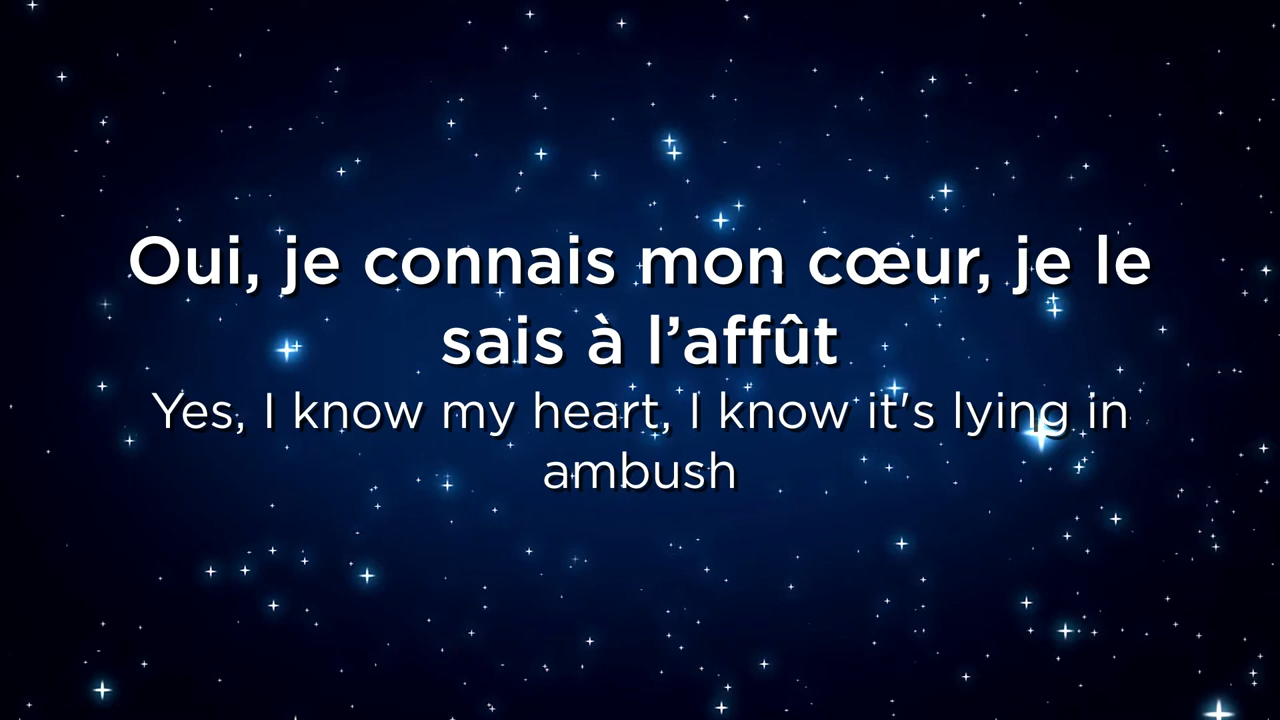 Oui, je connais mon cœur, je le
sais à l’affût
Yes, I know my heart, I know it's lying in
ambush